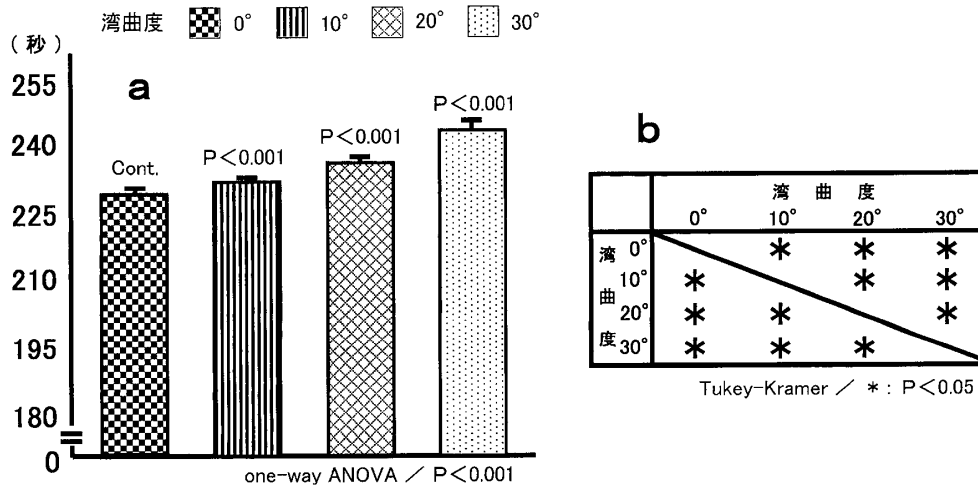 湾曲度 0° 10° 20° 30°
(秒)
a
255
240
225
210
195
180
0
Cont.
P<0.001
P<0.001
P<0.001
one-way ANOVA / P<0.001
b
湾曲度
0° 10° 20° 30°
湾曲度
0° * * *
10° * * *
20° * * *
30° * * *
Tukey-Kramer / *: P<0.05